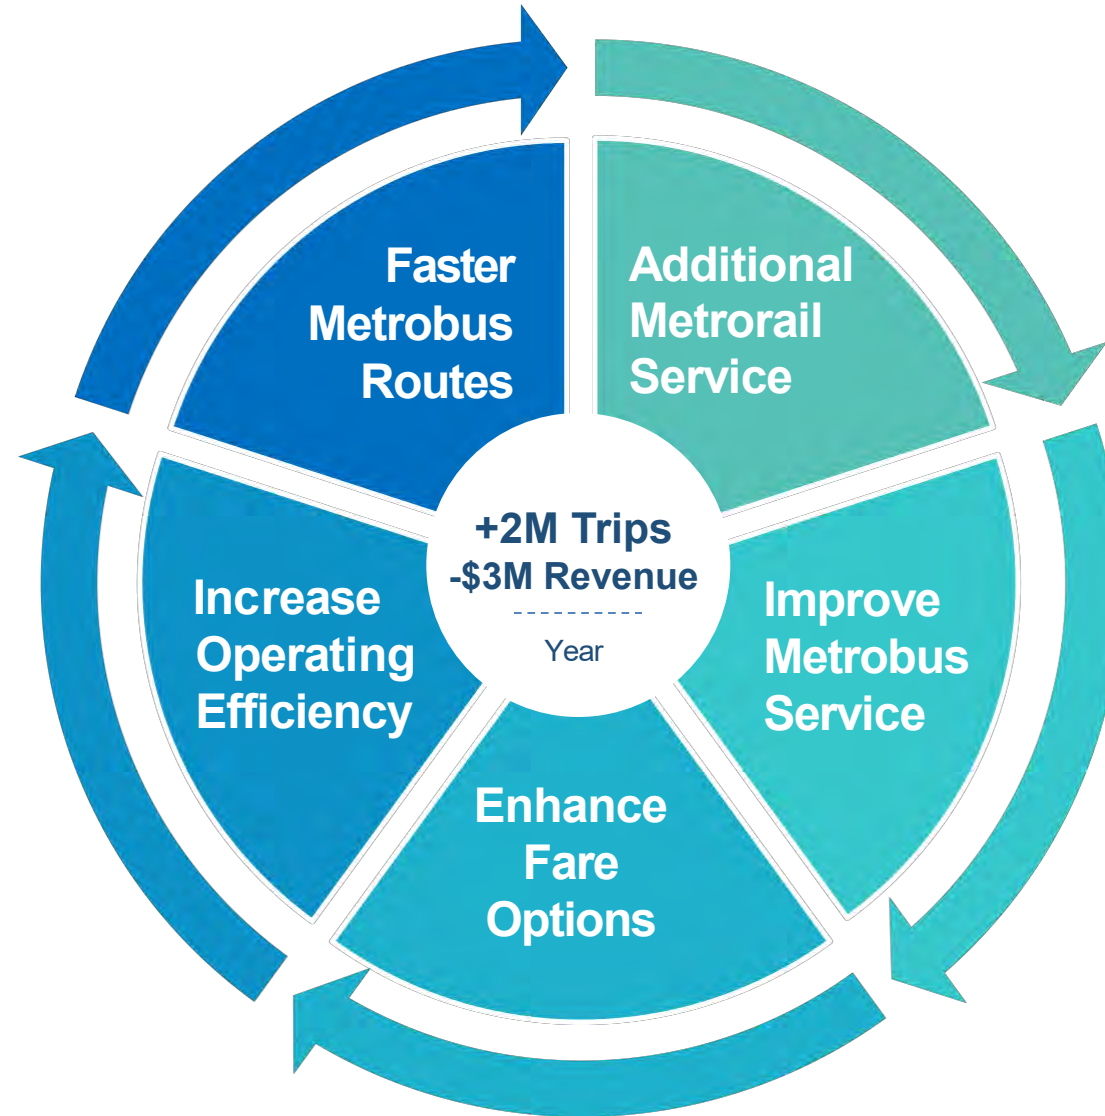 Faster
Metrobus
Routes
Additional
Metrorail
Service
+2M Trips
-$3M Revenue
Year
Increase
Operating
Efficiency
Improve
Metrobus
Service
Enhance
Fare
Options